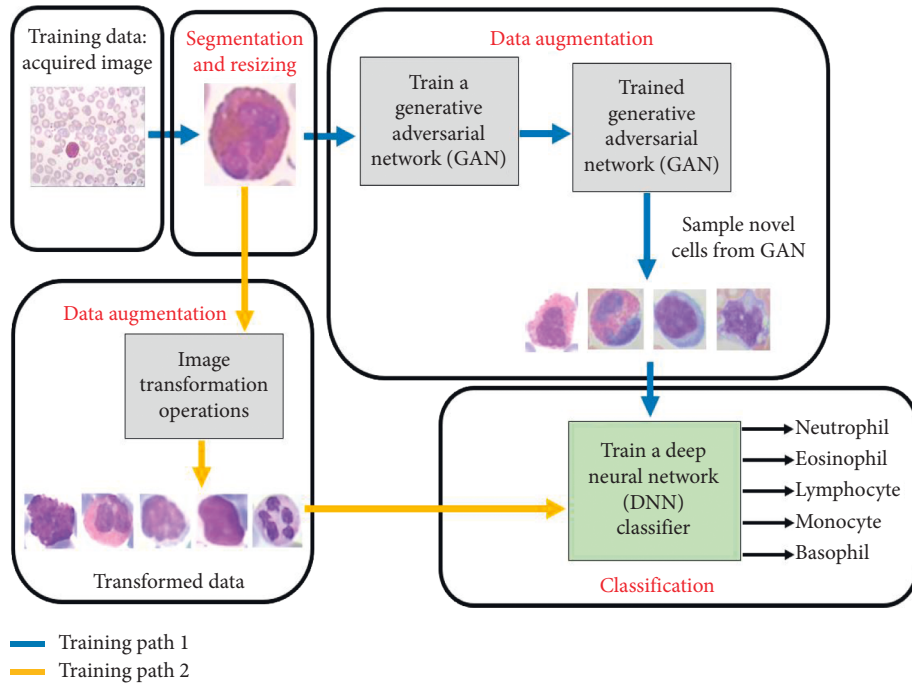 Training data:
acquired image
Segmentation
and resizing
Data augmentation
Train a
generative
adversarial
network (GAN)
Trained
generative
adversarial
network (GAN)
Sample novel
cells from GAN
Data augmentation
Image
transformation
operations
Transformed data
Train a deep
neural network
(DNN)
classifier
Neutrophil
Eosinophil
Lymphocyte
Monocyte
Basophil
Classification
Training path 1
Training path 2